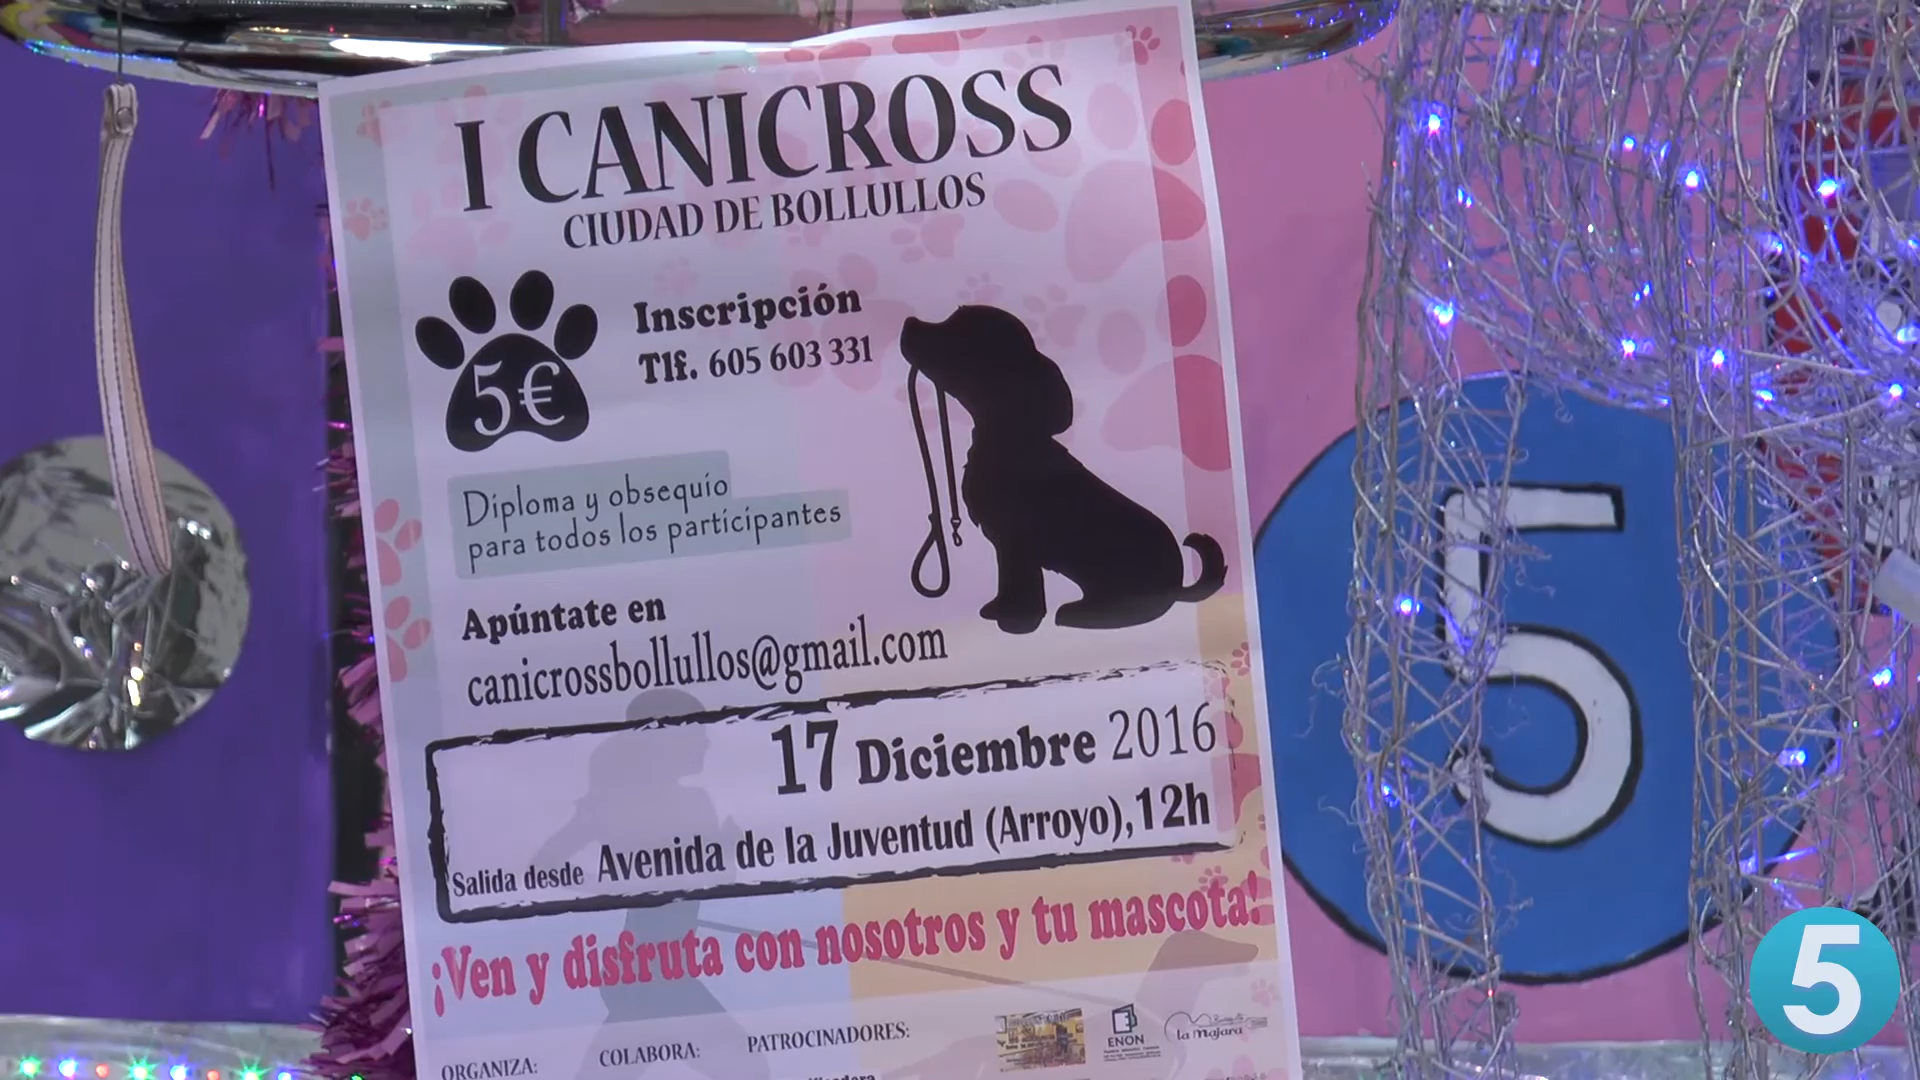 I CANICROSS
CIUDAD DE BOLLULLOS
5€
Inscripción
Tlf. 605 603 331
Diploma y obsequio
para todos los participantes
Apúntate en
canicrossbollullos@gmail.com
17 Diciembre 2016
Salida desde Avenida de la Juventud (Arroyo), 12h
¡Ven y disfruta con nosotros y tu mascota!
ORGANIZA:
COLABORA:
PATROCINADORES:
ENON
La Majara
5
5